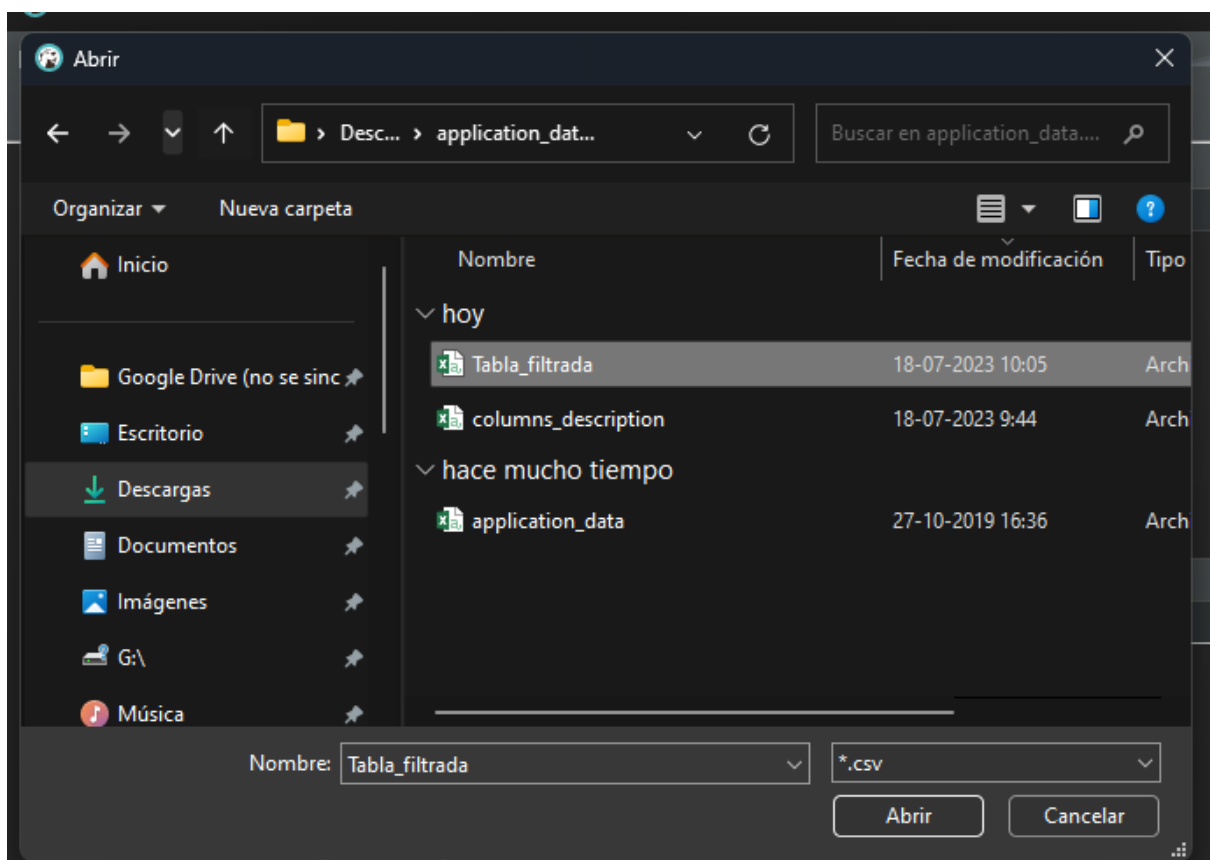 Abrir
Desc... > application_dat...
Buscar en application_data....
Organizar
Nueva carpeta
Inicio
Google Drive (no se sinc
Escritorio
Descargas
Documentos
Imágenes
G:\
Música
Nombre
Fecha de modificación
Tipo
hoy
Tabla_filtrada
18-07-2023 10:05
Arch
columns_description
18-07-2023 9:44
Arch
hace mucho tiempo
application_data
27-10-2019 16:36
Arch
Nombre:
Tabla_filtrada
*.csv
Abrir
Cancelar